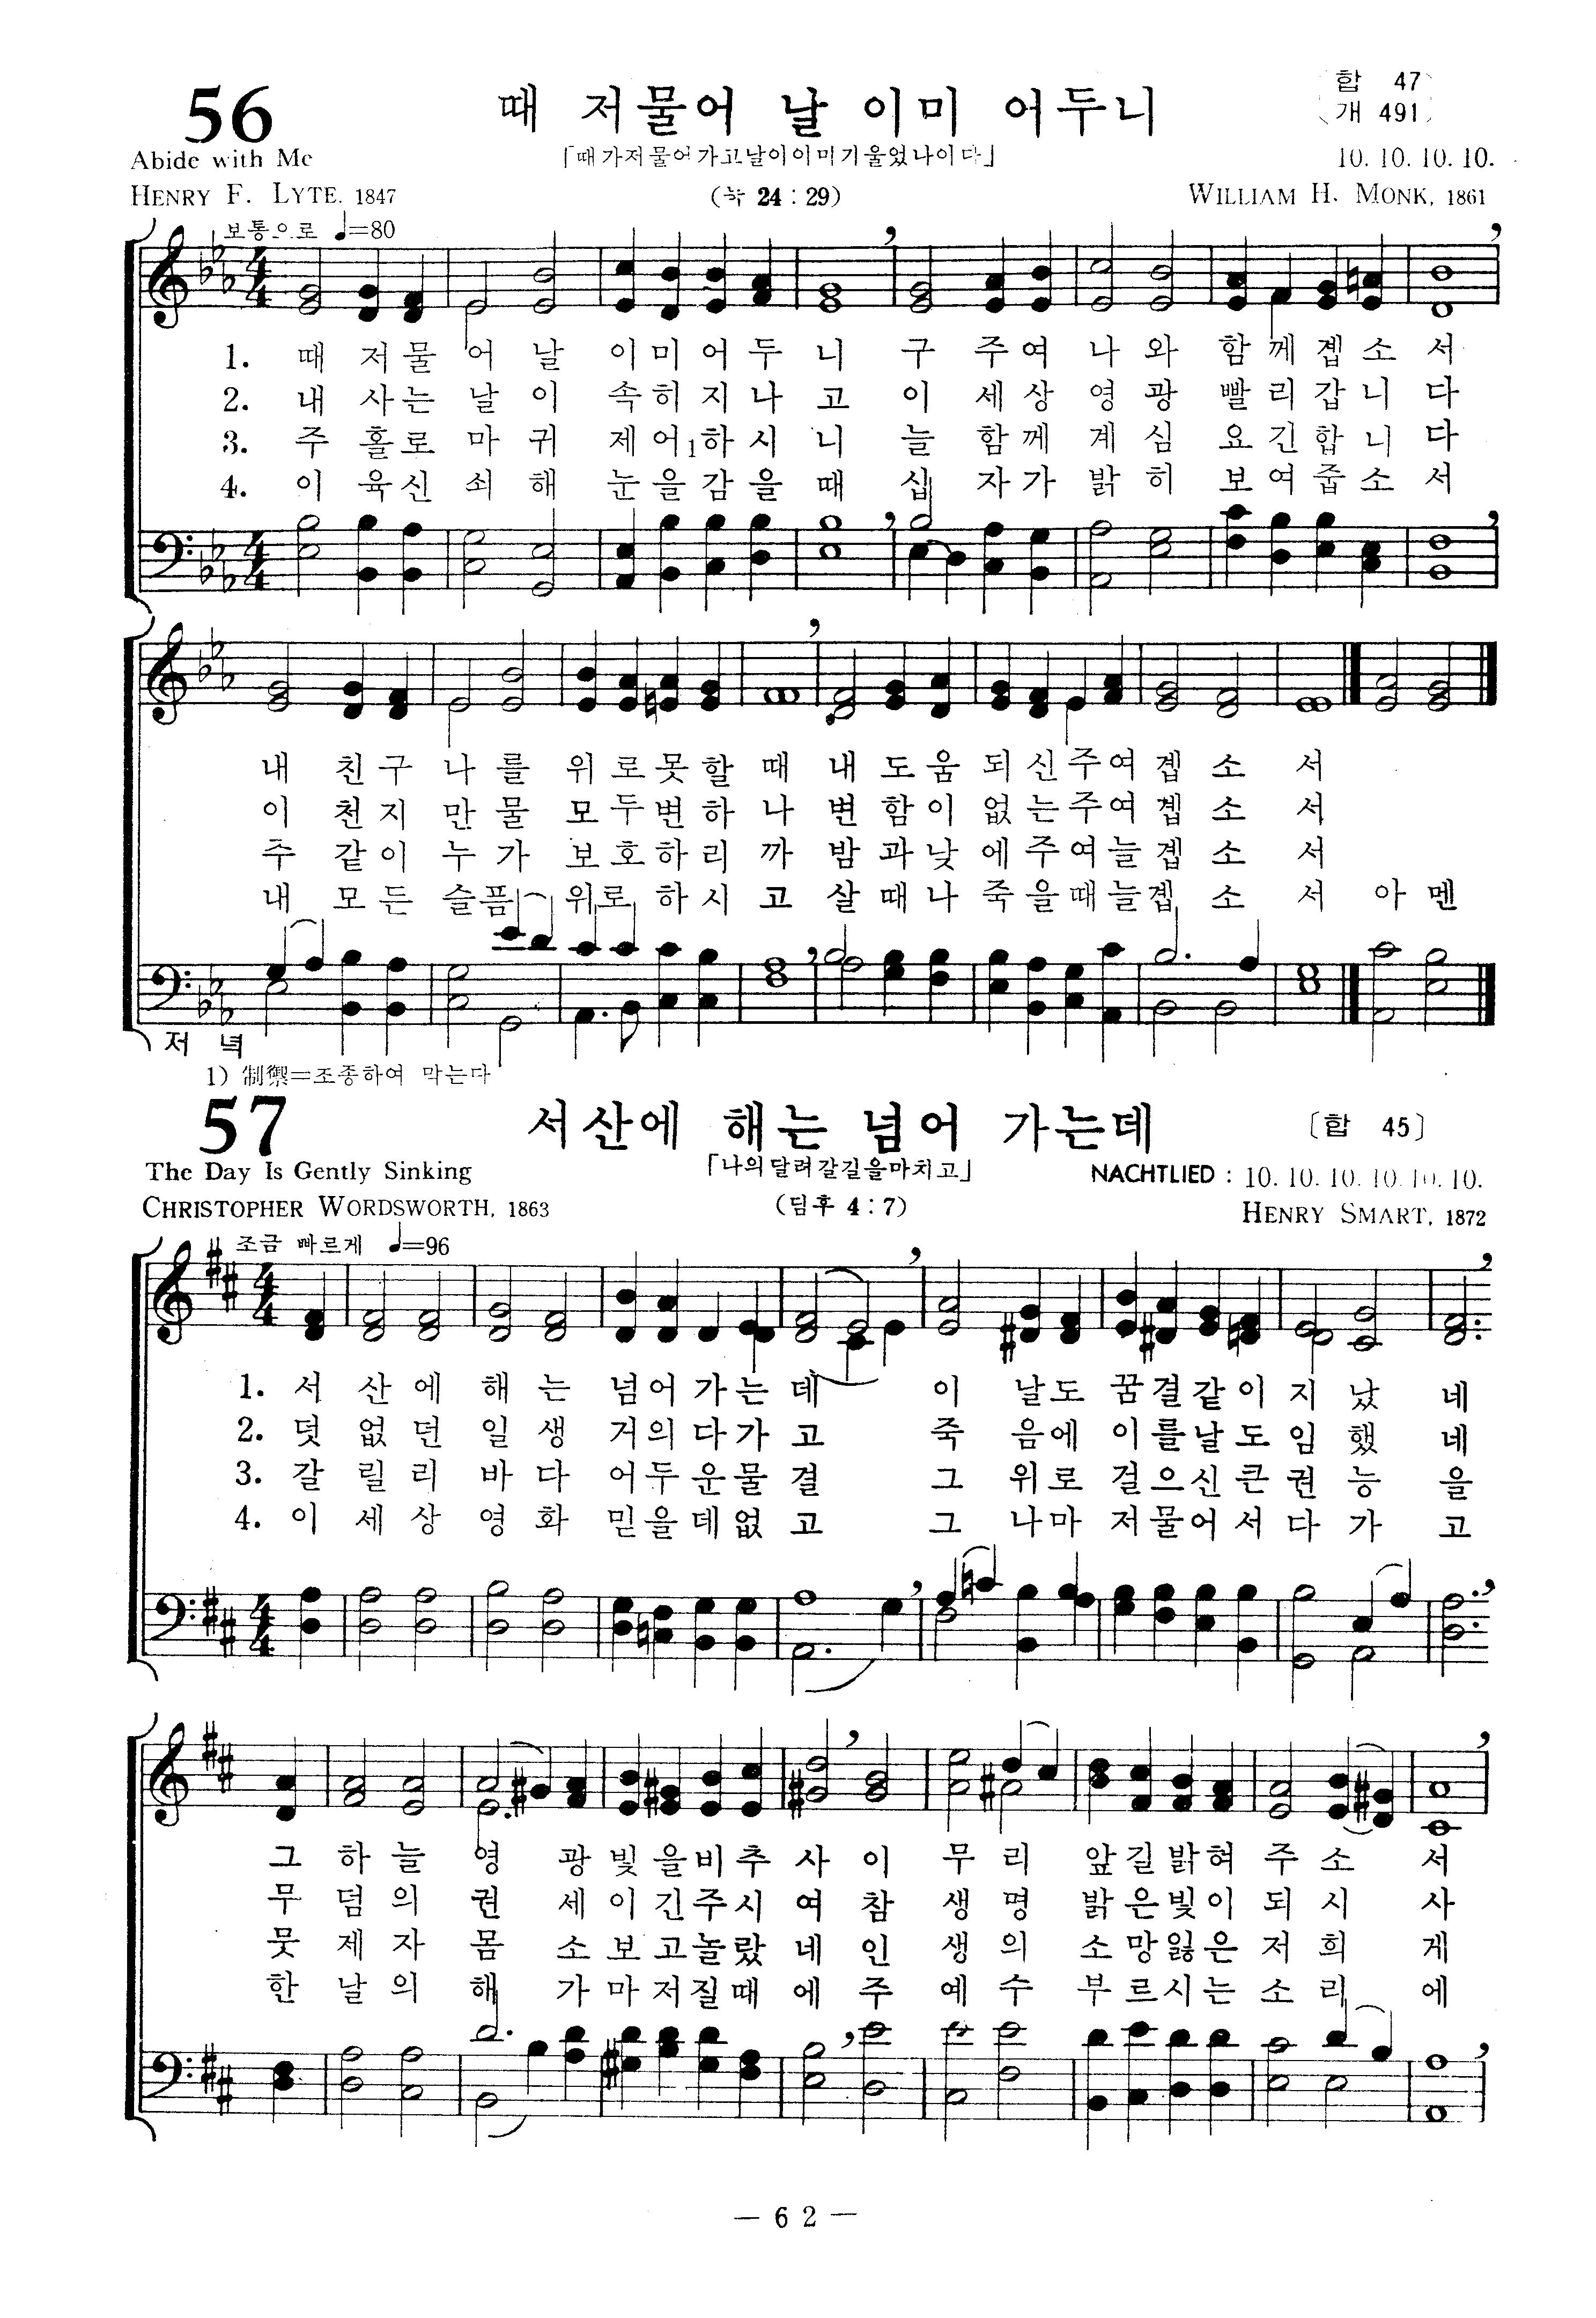 56
때 저물어 날 이미 어두니
합 47
개 491
Abide with Me
「때가저물어가고날이이미기울었나이다」
10. 10. 10. 10.
HENRY F. LYTE. 1847
(눅 24 : 29)
WILLIAM H. MONK, 1861
보통으로 ♩=80
1. 때 저물어 날 이미어두니 구 주여 나와 함께곕소서
2. 내 사는 날이 속히지나고 이 세상 영광 빨리갑니다
3. 주 홀로 마귀 제어1하시니 늘 함께 계심 요긴합니다
4. 이 육신 쇠해 눈을감을때 십 자가 밝히 보여줍소서
내 친구 나를 위로못할때 내도움 되신주여곕소서
이 천지 만물 모두변하나 변함이 없는주여곕소서
주 같이 누가 보호하리까 밤과낮에주여늘곕소서
내 모든 슬픔 위로하시고 살때나 죽을때늘곕소서 아멘
저 녁
1) 制禦=조종하여 막는다
57
서산에 해는 넘어 가는데
〔합 45〕
The Day Is Gently Sinking
「나의달려갈길을마치고」
NACHTLIED : 10. 10. 10. 10. 10. 10.
CHRISTOPHER WORDSWORTH, 1863
(딤후 4 : 7)
HENRY SMART, 1872
조금 빠르게 ♩=96
1. 서 산에 해는 넘어가는데 이 날도 꿈결같이지났네
2. 덧 없던 일생 거의다가고 죽 음에 이를날도임했네
3. 갈 릴리 바다 어두운물결 그 위로 걸으신큰권능을
4. 이 세상 영화 믿을데없고 그 나마 저물어서다가고
그 하늘 영광빛을비추사 이 무리 앞길밝혀주소서
무 덤의 권세이긴주시여 참 생명 밝은빛이되시사
뭇 제자 몸소보고놀랐네 인 생의 소망잃은저희게
한 날의 해가마저질때에 주 예수 부르시는소리에
— 6 2 —